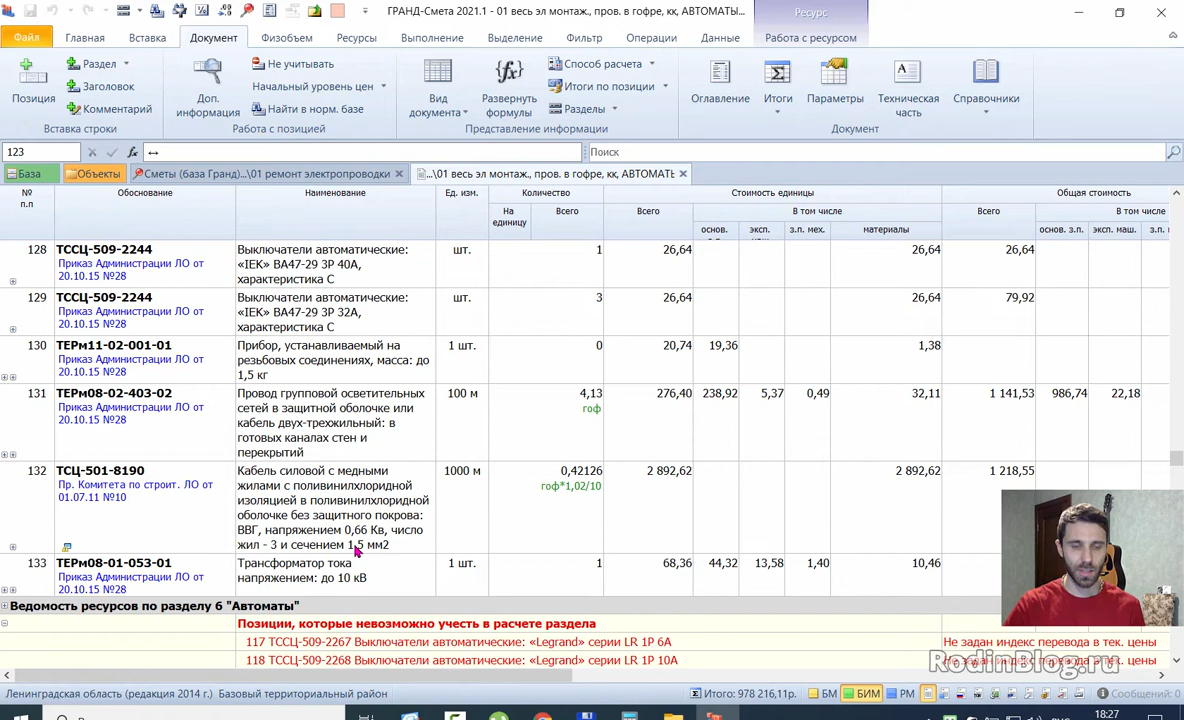 ГРАНД-Смета 2021.1 - 01 весь эл монтаж., пров. в гофре, кк, АВТОМАТЫ...
Ресурс
Файл
Главная
Вставка
Документ
Физобъем
Ресурсы
Выполнение
Выделение
Фильтр
Операции
Данные
Работа с ресурсом
Позиция
Раздел
Заголовок
Комментарий
Вставка строки
Доп. информация
Не учитывать
Начальный уровень цен
Найти в норм. базе
Работа с позицией
Вид документа
Развернуть формулы
Способ расчета
Итоги по позиции
Разделы
Представление информации
Оглавление
Итоги
Параметры
Техническая часть
Справочники
Документ
123
fx
↔
Поиск
База
Объекты
Сметы (база Гранд)...\01 ремонт электропроводки
...\01 весь эл монтаж., пров. в гофре, кк, АВТОМАТЬ
№ п.п
Обоснование
Наименование
Ед. изм.
Количество
Стоимость единицы
Общая стоимость
На единицу
Всего
Всего
В том числе
Всего
В том числе
осн­ов.
эксп.
з.п. мех.
материалы
основ. з.п.
эксп. маш.
з.п.
128 ТССЦ-509-2244 Выключатели автоматические: шт. 1 26,64 26,64 26,64
Приказ Администрации ЛО от «IEK» ВА47-29 3Р 40А,
20.10.15 №28 характеристика С
129 ТССЦ-509-2244 Выключатели автоматические: шт. 3 26,64 26,64 79,92
Приказ Администрации ЛО от «IEK» ВА47-29 3Р 32А,
20.10.15 №28 характеристика С
130 ТЕРм11-02-001-01 Прибор, устанавливаемый на 1 шт. 0 20,74 19,36 1,38
Приказ Администрации ЛО от резьбовых соединениях, масса: до
20.10.15 №28 1,5 кг
131 ТЕРм08-02-403-02 Провод групповой осветительных 100 м 4,13 276,40 238,92 5,37 0,49 32,11 1 141,53 986,74 22,18
Приказ Администрации ЛО от сетей в защитной оболочке или гоф
20.10.15 №28 кабель двух-трехжильный: в
готовых каналах стен и
перекрытий
132 ТСЦ-501-8190 Кабель силовой с медными 1000 м 0,42126 2 892,62 2 892,62 1 218,55
Пр. Комитета по строит. ЛО от жилами с поливинилхлоридной гоф*1,02/10
01.07.11 №10 изоляцией в поливинилхлоридной
оболочке без защитного покрова:
ВВГ, напряжением 0,66 Кв, число
жил - 3 и сечением 1,5 мм2
133 ТЕРм08-01-053-01 Трансформатор тока 1 шт. 1 68,36 44,32 13,58 1,40 10,46
Приказ Администрации ЛО от напряжением: до 10 кВ
20.10.15 №28
Ведомость ресурсов по разделу 6 "Автоматы"
Позиции, которые невозможно учесть в расчете раздела
117 ТССЦ-509-2267 Выключатели автоматические: «Legrand» серии LR 1Р 6А Не задан индекс перевода в тек. цены
118 ТССЦ-509-2268 Выключатели автоматические: «Legrand» серии LR 1Р 10А Не задан индекс перевода в тек. цены
RodinBlog.ru
Ленинградская область (редакция 2014 г.) Базовый территориальный район
Итого: 978 216,11р.
БМ
БИМ
РМ
Сообщений: 0
18:27